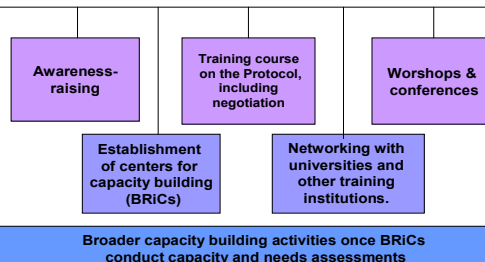 Awareness-
raising
Training course
on the Protocol,
including
negotiation
Worshops &
conferences
Establishment
of centers for
capacity building
(BRiCs)
Networking with
universities and
other training
institutions.
Broader capacity building activities once BRiCs
conduct capacity and needs assessments